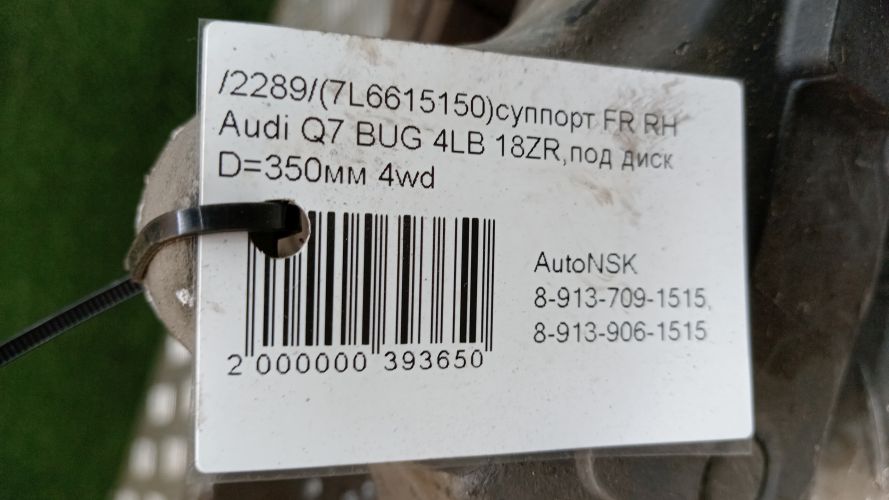 /2289/(7L6615150)суппорт FR RH
Audi Q7 BUG 4LB 18ZR,под диск
D=350мм 4wd
AutoNSK
8-913-709-1515,
8-913-906-1515
2 000000 393650